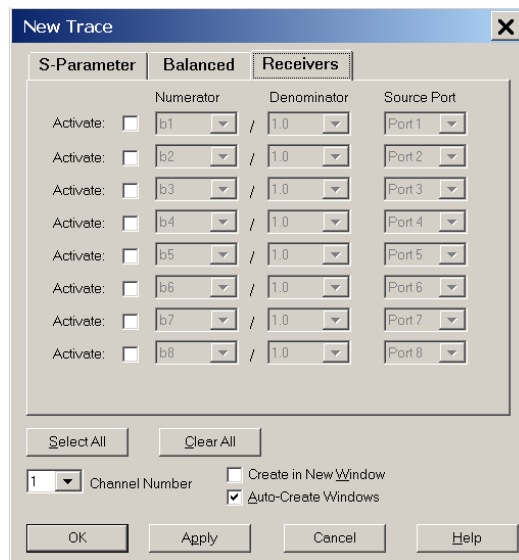 New Trace
S-Parameter Balanced Receivers
Numerator Denominator Source Port
Activate: b1 / 1.0 Port 1
Activate: b2 / 1.0 Port 2
Activate: b3 / 1.0 Port 3
Activate: b4 / 1.0 Port 4
Activate: b5 / 1.0 Port 5
Activate: b6 / 1.0 Port 6
Activate: b7 / 1.0 Port 7
Activate: b8 / 1.0 Port 8
Select All Clear All
1 Channel Number
Create in New Window
Auto-Create Windows
OK Apply Cancel Help